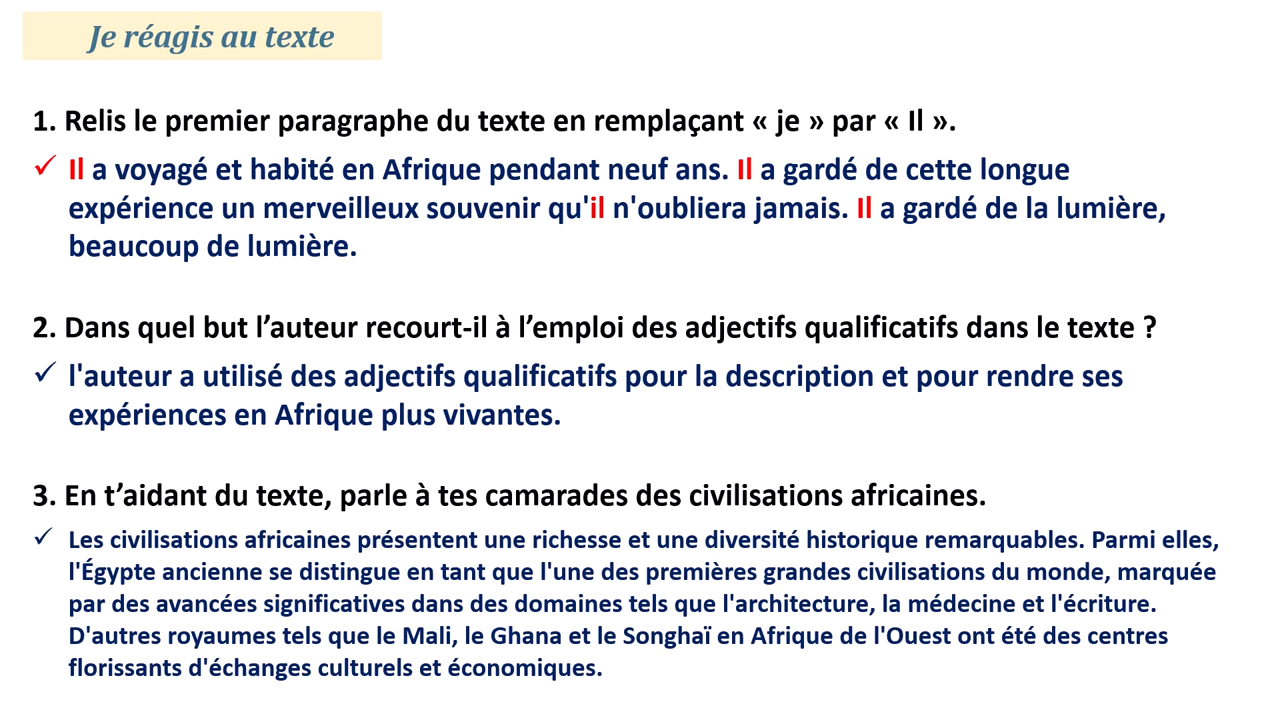 Je réagis au texte
1. Relis le premier paragraphe du texte en remplaçant « je » par « Il ».
✓ Il a voyagé et habité en Afrique pendant neuf ans. Il a gardé de cette longue
expérience un merveilleux souvenir qu'il n'oubliera jamais. Il a gardé de la lumière,
beaucoup de lumière.
2. Dans quel but l’auteur recourt-il à l’emploi des adjectifs qualificatifs dans le texte ?
✓ l'auteur a utilisé des adjectifs qualificatifs pour la description et pour rendre ses
expériences en Afrique plus vivantes.
3. En t’aidant du texte, parle à tes camarades des civilisations africaines.
✓ Les civilisations africaines présentent une richesse et une diversité historique remarquables. Parmi elles,
l'Égypte ancienne se distingue en tant que l'une des premières grandes civilisations du monde, marquée
par des avancées significatives dans des domaines tels que l'architecture, la médecine et l'écriture.
D'autres royaumes tels que le Mali, le Ghana et le Songhaï en Afrique de l'Ouest ont été des centres
florissants d'échanges culturels et économiques.